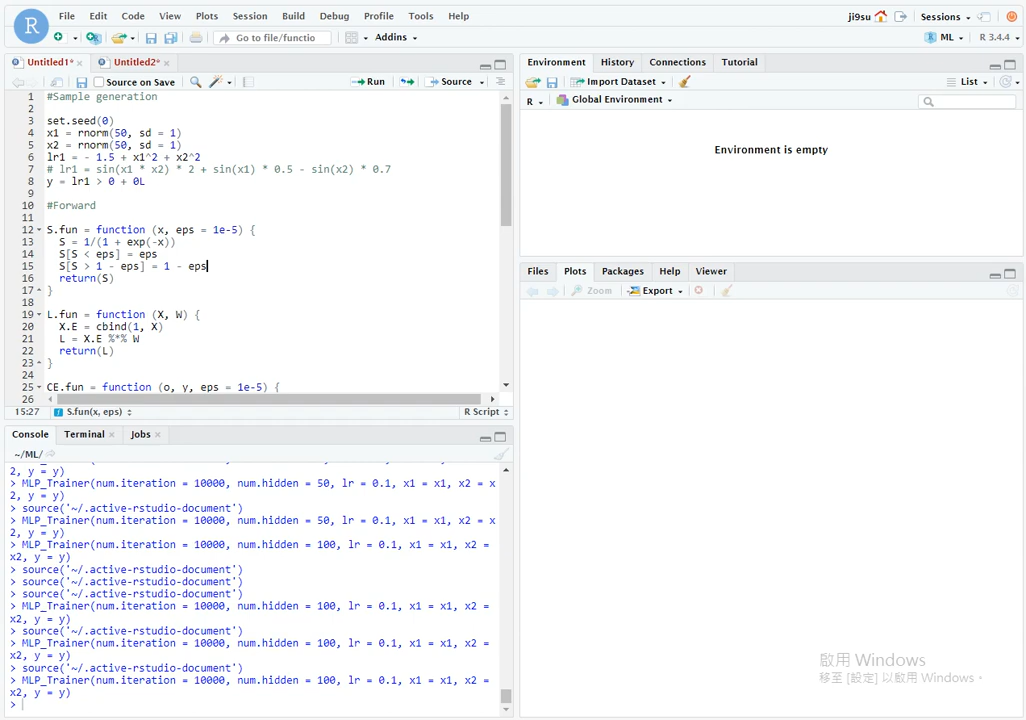 R File Edit Code View Plots Session Build Debug Profile Tools Help ji9su Sessions
Go to file/functio Addins ML R 3.4.4
Untitled1* Untitled2*
Source on Save Run Source
1 #Sample generation
2
3 set.seed(0)
4 x1 = rnorm(50, sd = 1)
5 x2 = rnorm(50, sd = 1)
6 lr1 = - 1.5 + x1^2 + x2^2
7 # lr1 = sin(x1 * x2) * 2 + sin(x1) * 0.5 - sin(x2) * 0.7
8 y = lr1 > 0 + 0L
9
10 #Forward
11
12 S.fun = function (x, eps = 1e-5) {
13 S = 1/(1 + exp(-x))
14 S[S < eps] = eps
15 S[S > 1 - eps] = 1 - eps
16 return(S)
17 }
18
19 L.fun = function (X, W) {
20 X.E = cbind(1, X)
21 L = X.E %*% W
22 return(L)
23 }
24
25 CE.fun = function (o, y, eps = 1e-5) {
26
15:27 S.fun(x, eps) R Script
Console Terminal Jobs
~/ML/
2, y = y)
> MLP_Trainer(num.iteration = 10000, num.hidden = 50, lr = 0.1, x1 = x1, x2 = x
2, y = y)
> source('~/.active-rstudio-document')
> MLP_Trainer(num.iteration = 10000, num.hidden = 50, lr = 0.1, x1 = x1, x2 = x
2, y = y)
> MLP_Trainer(num.iteration = 10000, num.hidden = 100, lr = 0.1, x1 = x1, x2 =
x2, y = y)
> source('~/.active-rstudio-document')
> source('~/.active-rstudio-document')
> source('~/.active-rstudio-document')
> MLP_Trainer(num.iteration = 10000, num.hidden = 100, lr = 0.1, x1 = x1, x2 =
x2, y = y)
> source('~/.active-rstudio-document')
> MLP_Trainer(num.iteration = 10000, num.hidden = 100, lr = 0.1, x1 = x1, x2 =
x2, y = y)
> source('~/.active-rstudio-document')
> MLP_Trainer(num.iteration = 10000, num.hidden = 100, lr = 0.1, x1 = x1, x2 =
x2, y = y)
>
Environment History Connections Tutorial
Import Dataset List
R Global Environment
Environment is empty
Files Plots Packages Help Viewer
Zoom Export
啟用 Windows
移至 [設定] 以啟用 Windows。